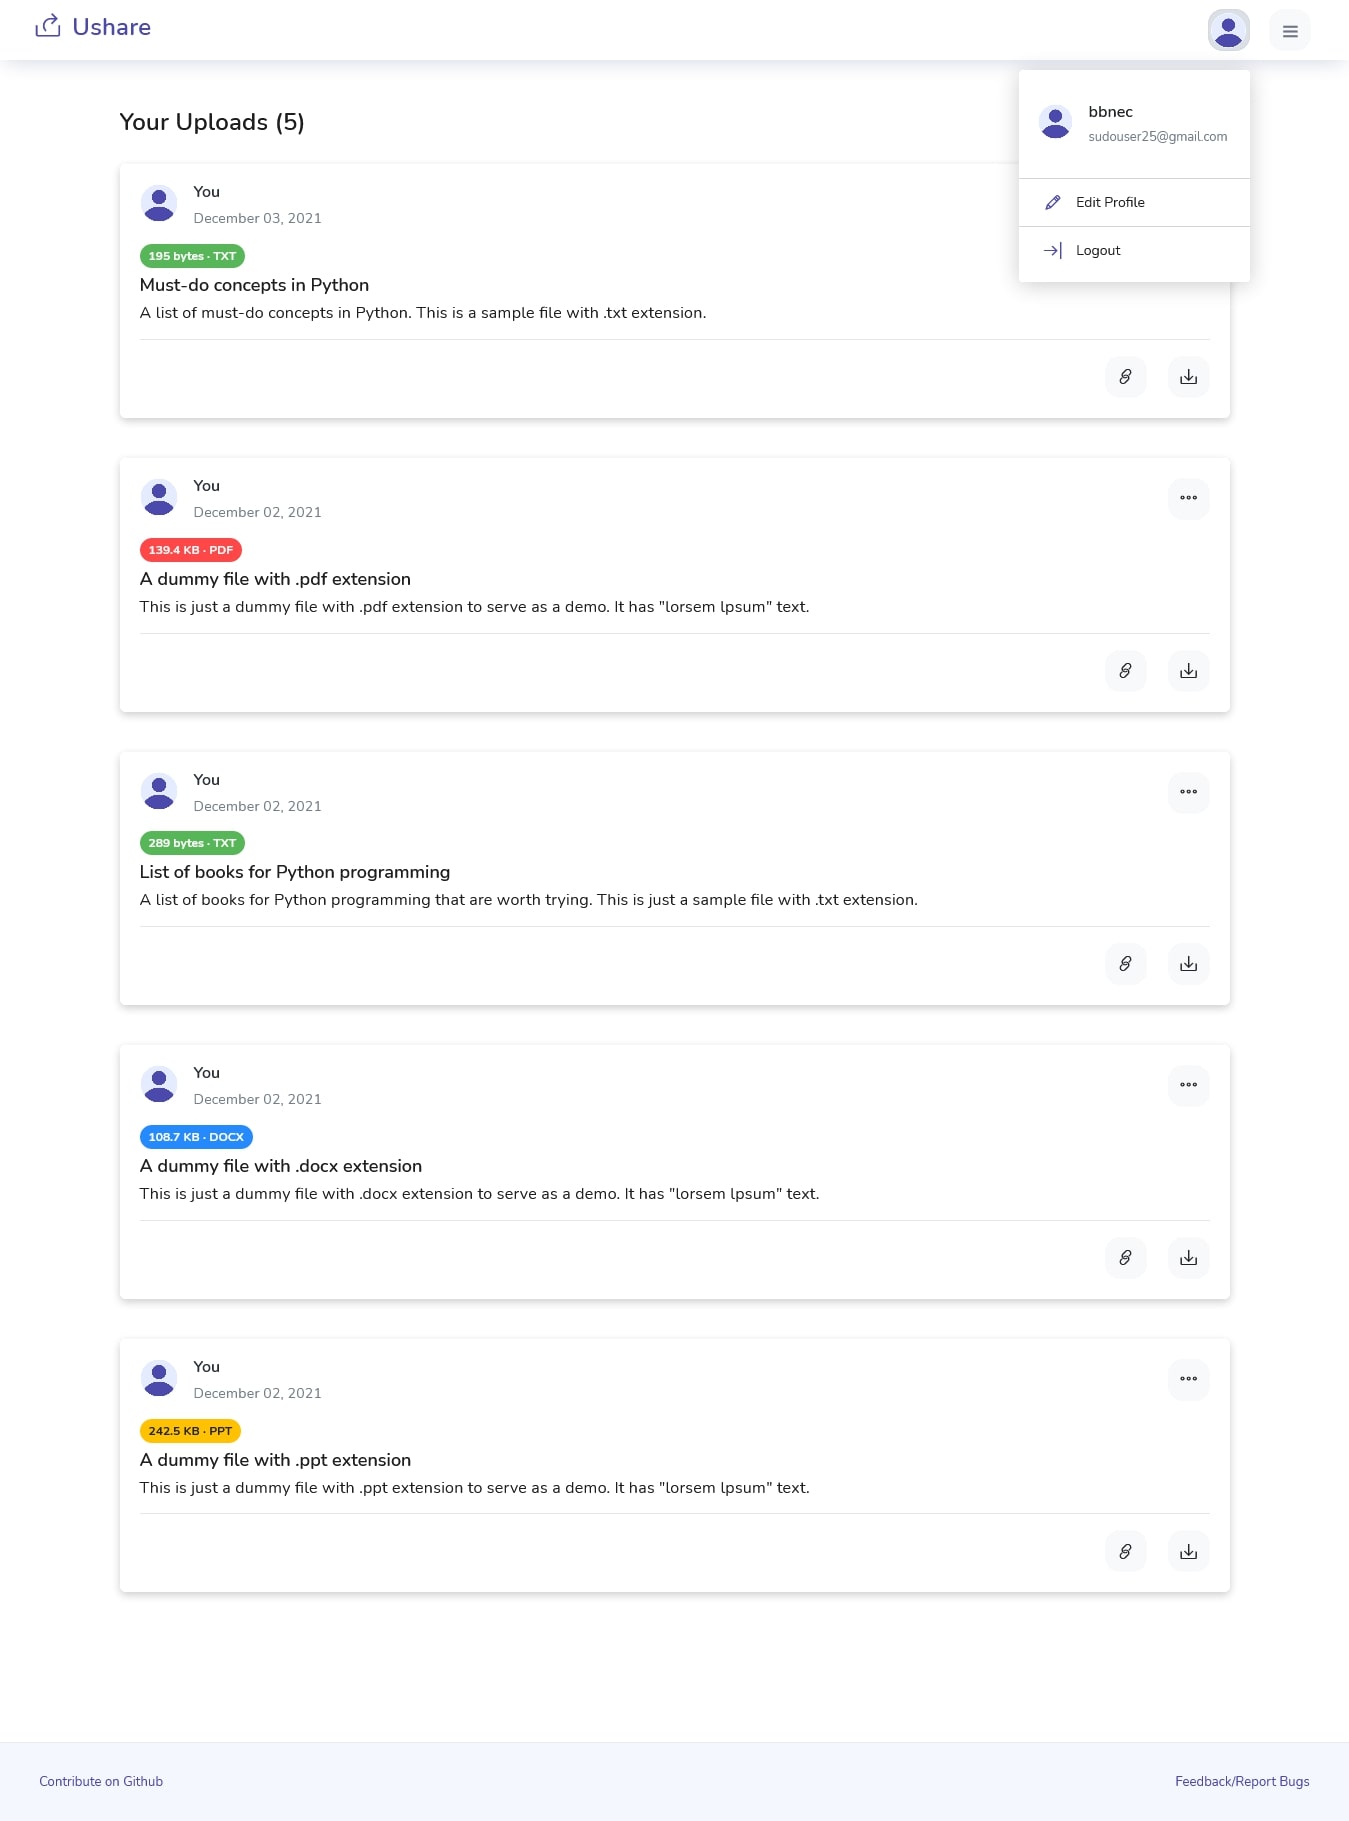 Ushare
bbnec
sudouser25@gmail.com
Edit Profile
Logout
Your Uploads (5)
You
December 03, 2021
195 bytes · TXT
Must-do concepts in Python
A list of must-do concepts in Python. This is a sample file with .txt extension.
You
December 02, 2021
139.4 KB · PDF
A dummy file with .pdf extension
This is just a dummy file with .pdf extension to serve as a demo. It has "lorsem Ipsum" text.
You
December 02, 2021
289 bytes · TXT
List of books for Python programming
A list of books for Python programming that are worth trying. This is just a sample file with .txt extension.
You
December 02, 2021
108.7 KB · DOCX
A dummy file with .docx extension
This is just a dummy file with .docx extension to serve as a demo. It has "lorsem Ipsum" text.
You
December 02, 2021
242.5 KB · PPT
A dummy file with .ppt extension
This is just a dummy file with .ppt extension to serve as a demo. It has "lorsem Ipsum" text.
Contribute on Github
Feedback/Report Bugs